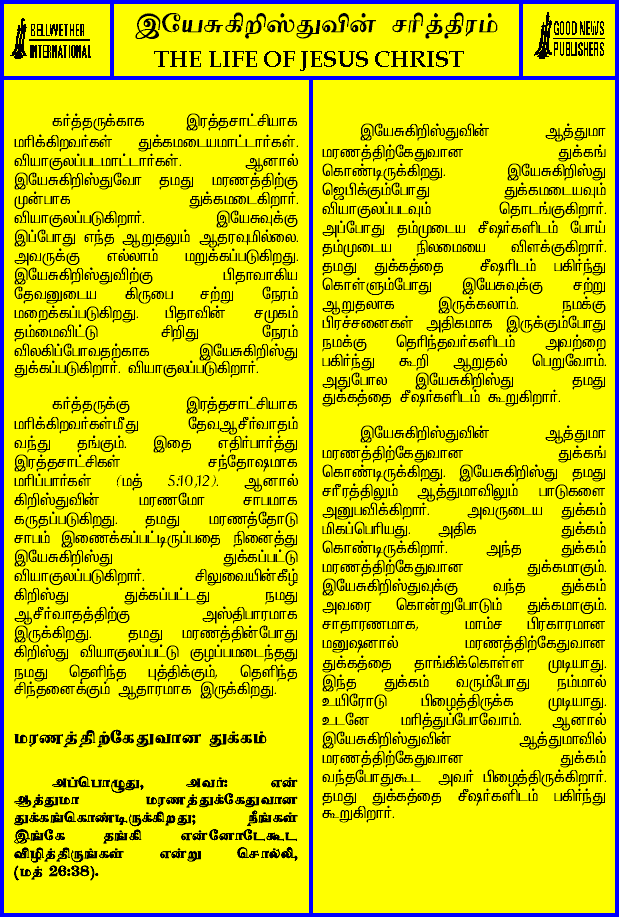 BELLWETHER
INTERNATIONAL
இயேசுகிறிஸ்துவின் சரித்திரம்
THE LIFE OF JESUS CHRIST
GOOD NEWS
PUBLISHERS
கர்த்தருக்காக இரத்தசாட்சியாக
மரிக்கிறவர்கள் துக்கமடையமாட்டார்கள்.
வியாகுலப்படமாட்டார்கள். ஆனால்
இயேசுகிறிஸ்துவோ தமது மரணத்திற்கு
முன்பாக துக்கமடைகிறார்.
வியாகுலப்படுகிறார். இயேசுவுக்கு
இப்போது எந்த ஆறுதலும் ஆதரவுமில்லை.
அவருக்கு எல்லாம் மறுக்கப்படுகிறது.
இயேசுகிறிஸ்துவிற்கு பிதாவாகிய
தேவனுடைய கிருபை சற்று நேரம்
மறைக்கப்படுகிறது. பிதாவின் சமுகம்
தம்மைவிட்டு சிறிது நேரம்
விலகிப்போவதற்காக இயேசுகிறிஸ்து
துக்கப்படுகிறார். வியாகுலப்படுகிறார்.
கர்த்தருக்கு இரத்தசாட்சியாக
மரிக்கிறவர்கள்மீது தேவஆசீர்வாதம்
வந்து தங்கும். இதை எதிர்பார்த்து
இரத்தசாட்சிகள் சந்தோஷமாக
மரிப்பார்கள் (மத் 5:10,12). ஆனால்
கிறிஸ்துவின் மரணமோ சாபமாக
கருதப்படுகிறது. தமது மரணத்தோடு
சாபம் இணைக்கப்பட்டிருப்பதை நினைத்து
இயேசுகிறிஸ்து துக்கப்பட்டு
வியாகுலப்படுகிறார். சிலுவையின்கீழ்
கிறிஸ்து துக்கப்பட்டது நமது
ஆசீர்வாதத்திற்கு அஸ்திபாரமாக
இருக்கிறது. தமது மரணத்தின்போது
கிறிஸ்து வியாகுலப்பட்டு குழப்பமடைந்தது
நமது தெளிந்த புத்திக்கும், தெளிந்த
சிந்தனைக்கும் ஆதாரமாக இருக்கிறது.
மரணத்திற்கேதுவான துக்கம்
அப்பொழுது, அவர்: என்
ஆத்துமா மரணத்துக்கேதுவான
துக்கங்கொண்டிருக்கிறது; நீங்கள்
இங்கே தங்கி என்னோடேகூட
விழித்திருங்கள் என்று சொல்லி,
(மத் 26:38).
இயேசுகிறிஸ்துவின் ஆத்துமா
மரணத்திற்கேதுவான துக்கங்
கொண்டிருக்கிறது. இயேசுகிறிஸ்து
ஜெபிக்கும்போது துக்கமடையவும்
வியாகுலப்படவும் தொடங்குகிறார்.
அப்போது தம்முடைய சீஷர்களிடம் போய்
தம்முடைய நிலமையை விளக்குகிறார்.
தமது துக்கத்தை சீஷரிடம் பகிர்ந்து
கொள்ளும்போது இயேசுவுக்கு சற்று
ஆறுதலாக இருக்கலாம். நமக்கு
பிரச்சனைகள் அதிகமாக இருக்கும்போது
நமக்கு தெரிந்தவர்களிடம் அவற்றை
பகிர்ந்து கூறி ஆறுதல் பெறுவோம்.
அதுபோல இயேசுகிறிஸ்து தமது
துக்கத்தை சீஷர்களிடம் கூறுகிறார்.
இயேசுகிறிஸ்துவின் ஆத்துமா
மரணத்திற்கேதுவான துக்கங்
கொண்டிருக்கிறது. இயேசுகிறிஸ்து தமது
சரீரத்திலும் ஆத்துமாவிலும் பாடுகளை
அனுபவிக்கிறார். அவருடைய துக்கம்
மிகப்பெரியது. அதிக துக்கம்
கொண்டிருக்கிறார். அந்த துக்கம்
மரணத்திற்கேதுவான துக்கமாகும்.
இயேசுகிறிஸ்துவுக்கு வந்த துக்கம்
அவரை கொன்றுபோடும் துக்கமாகும்.
சாதாரணமாக, மாம்ச பிரகாரமான
மனுஷனால் மரணத்திற்கேதுவான
துக்கத்தை தாங்கிக்கொள்ள முடியாது.
இந்த துக்கம் வரும்போது நம்மால்
உயிரோடு பிழைத்திருக்க முடியாது.
உடனே மரித்துப்போவோம். ஆனால்
இயேசுகிறிஸ்துவின் ஆத்துமாவில்
மரணத்திற்கேதுவான துக்கம்
வந்தபோதுகூட அவர் பிழைத்திருக்கிறார்.
தமது துக்கத்தை சீஷர்களிடம் பகிர்ந்து
கூறுகிறார்.